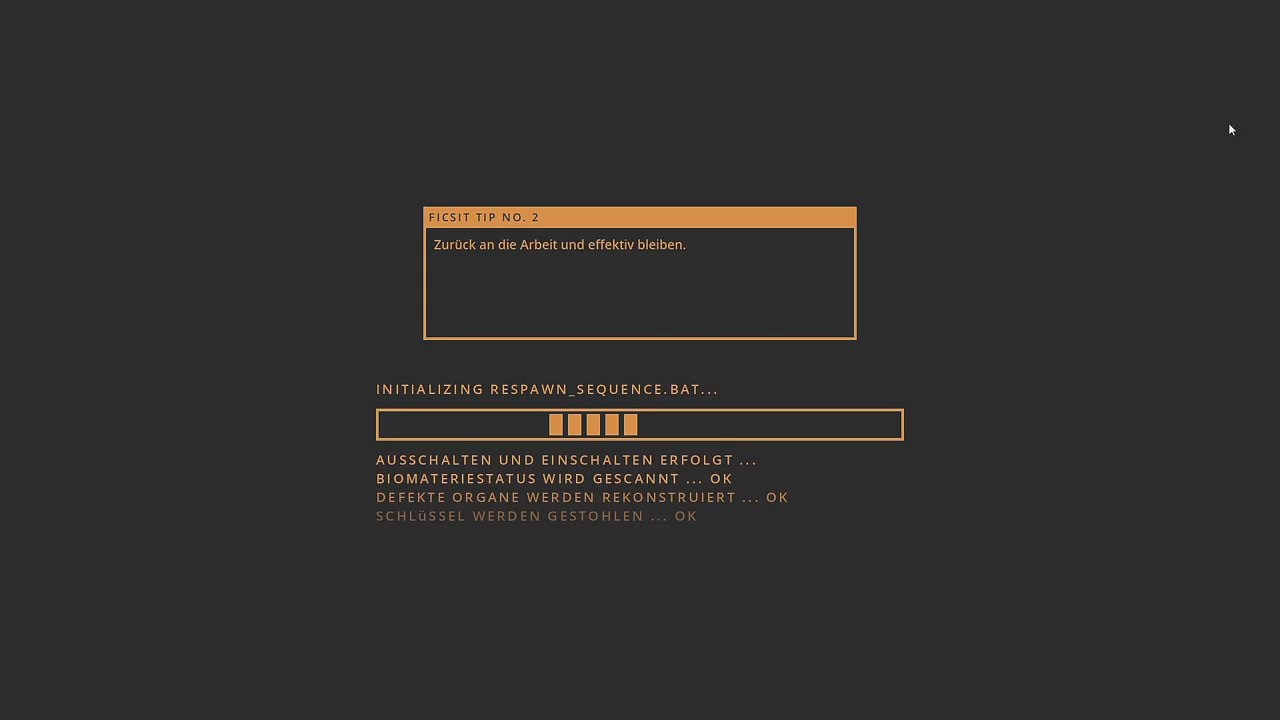 FICSIT TIP NO. 2
Zurück an die Arbeit und effektiv bleiben.
INITIALIZING RESPAWN_SEQUENCE.BAT...
AUSSCHALTEN UND EINSCHALTEN ERFOLGT ...
BIOMATERIESTATUS WIRD GESCANNT ... OK
DEFEKTE ORGANE WERDEN REKONSTRUIERT ... OK
SCHLüSSEL WERDEN GESTOHLEN ... OK